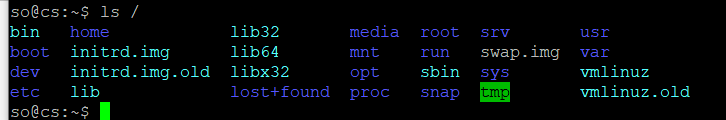 so@cs:~$ ls /
bin home lib32 media root srv usr
boot initrd.img lib64 mnt run swap.img var
dev initrd.img.old libx32 opt sbin sys vmlinuz
etc lib lost+found proc snap tmp vmlinuz.old
so@cs:~$